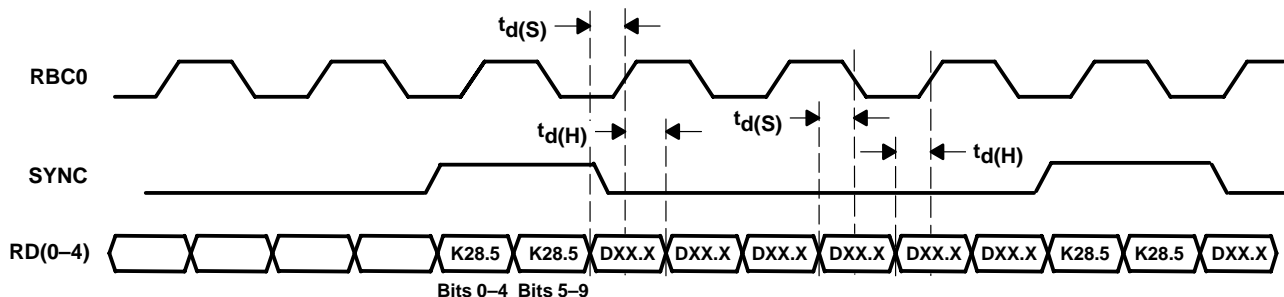 td(S)
RBC0
td(H)
td(S)
td(H)
SYNC
RD(0–4)
K28.5 K28.5 DXX.X DXX.X DXX.X DXX.X DXX.X DXX.X K28.5 K28.5 DXX.X
Bits 0–4 Bits 5–9